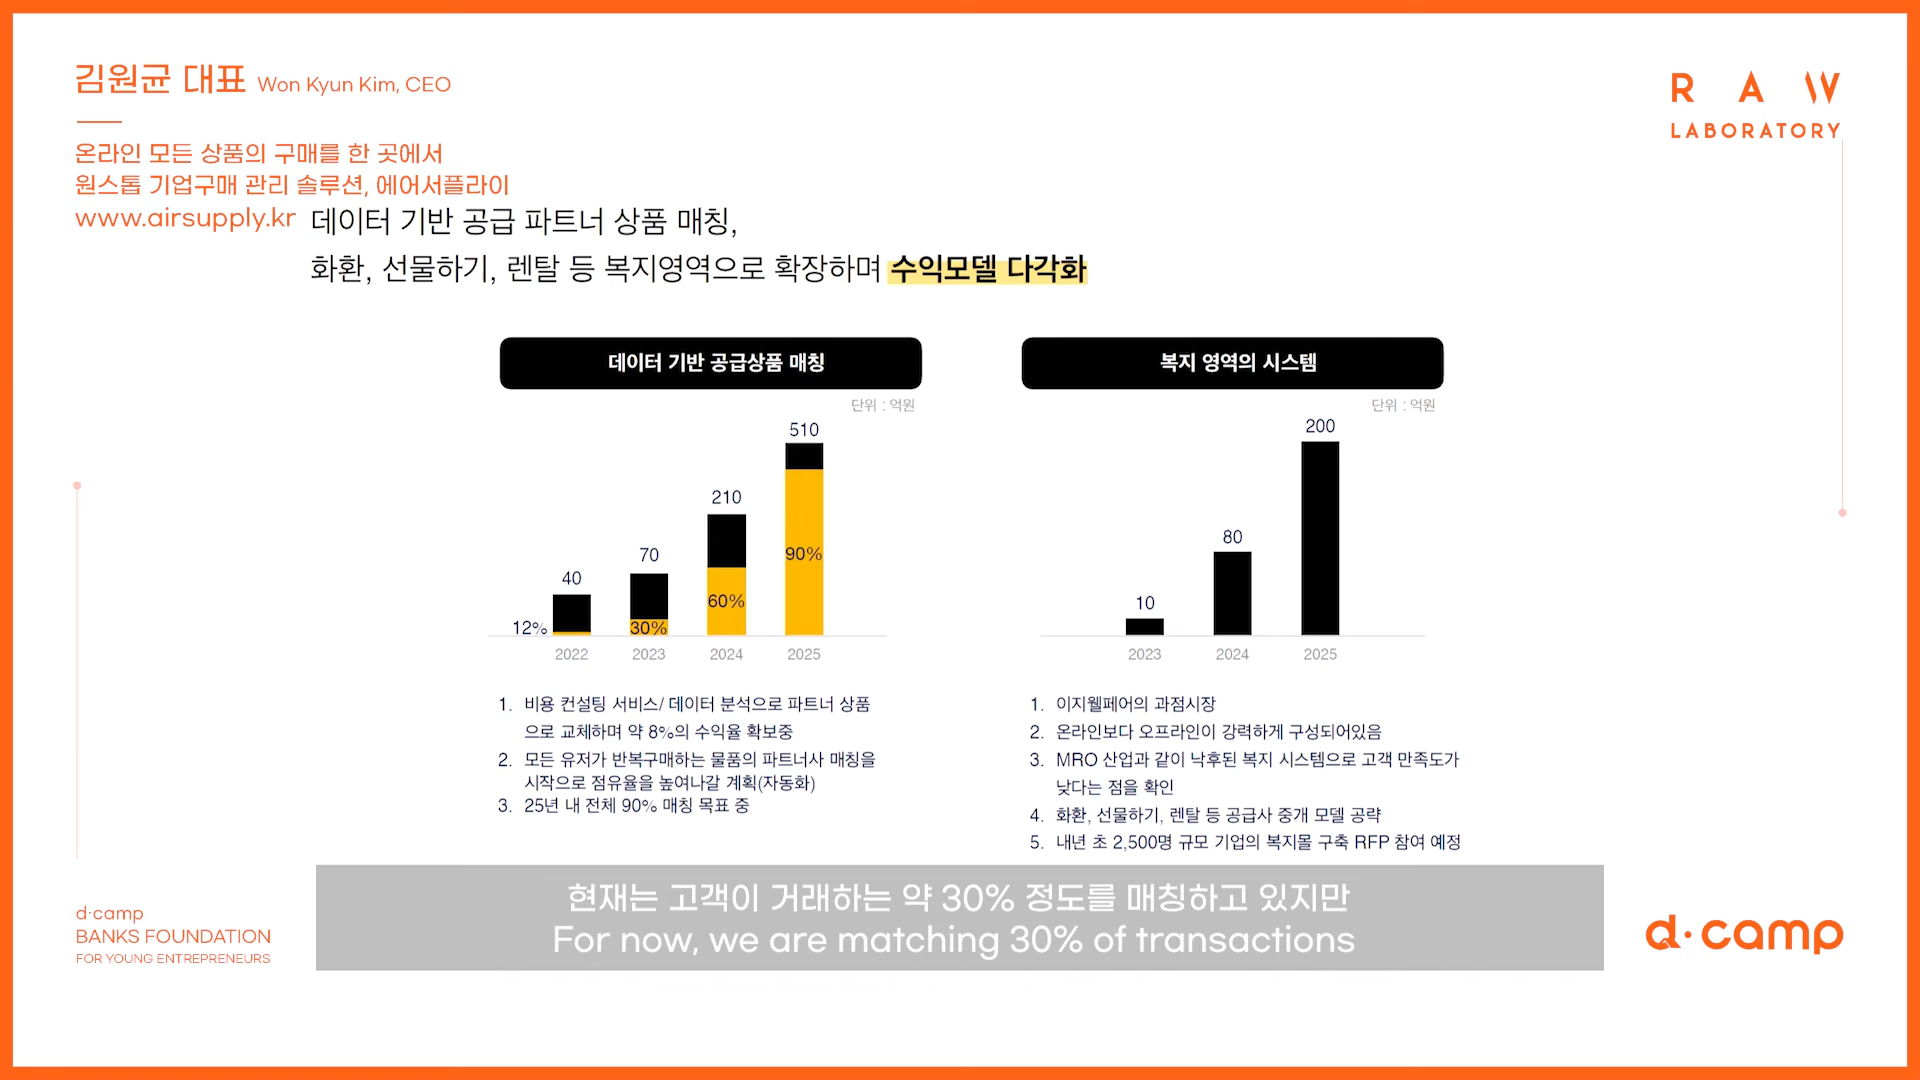 김원균 대표 Won Kyun Kim, CEO
온라인 모든 상품의 구매를 한 곳에서
원스톱 기업구매 관리 솔루션, 에어서플라이
www.airsupply.kr
RAW
LABORATORY
데이터 기반 공급 파트너 상품 매칭,
화환, 선물하기, 렌탈 등 복지영역으로 확장하며 수익모델 다각화
데이터 기반 공급상품 매칭
단위 : 억원
510
210
70
40
90%
60%
30%
12%
2022 2023 2024 2025
1. 비용 컨설팅 서비스/ 데이터 분석으로 파트너 상품
으로 교체하며 약 8%의 수익율 확보중
2. 모든 유저가 반복구매하는 물품의 파트너사 매칭을
시작으로 점유율을 높여나갈 계획(자동화)
3. 25년 내 전체 90% 매칭 목표 중
복지 영역의 시스템
단위 : 억원
200
80
10
2023 2024 2025
1. 이지웰페어의 과점시장
2. 온라인보다 오프라인이 강력하게 구성되어있음
3. MRO 산업과 같이 낙후된 복지 시스템으로 고객 만족도가
낮다는 점을 확인
4. 화환, 선물하기, 렌탈 등 공급사 중개 모델 공략
5. 내년 초 2,500명 규모 기업의 복지몰 구축 RFP 참여 예정
현재는 고객이 거래하는 약 30% 정도를 매칭하고 있지만
For now, we are matching 30% of transactions
d·camp
BANKS FOUNDATION
FOR YOUNG ENTREPRENEURS
d·camp